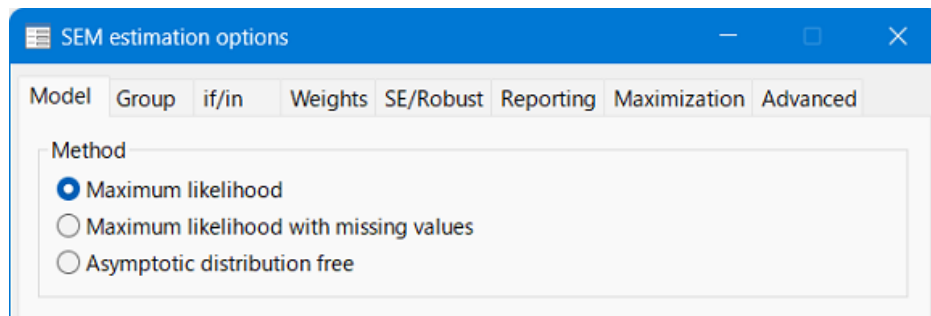 SEM estimation options
Model Group if/in Weights SE/Robust Reporting Maximization Advanced
Method
Maximum likelihood
Maximum likelihood with missing values
Asymptotic distribution free